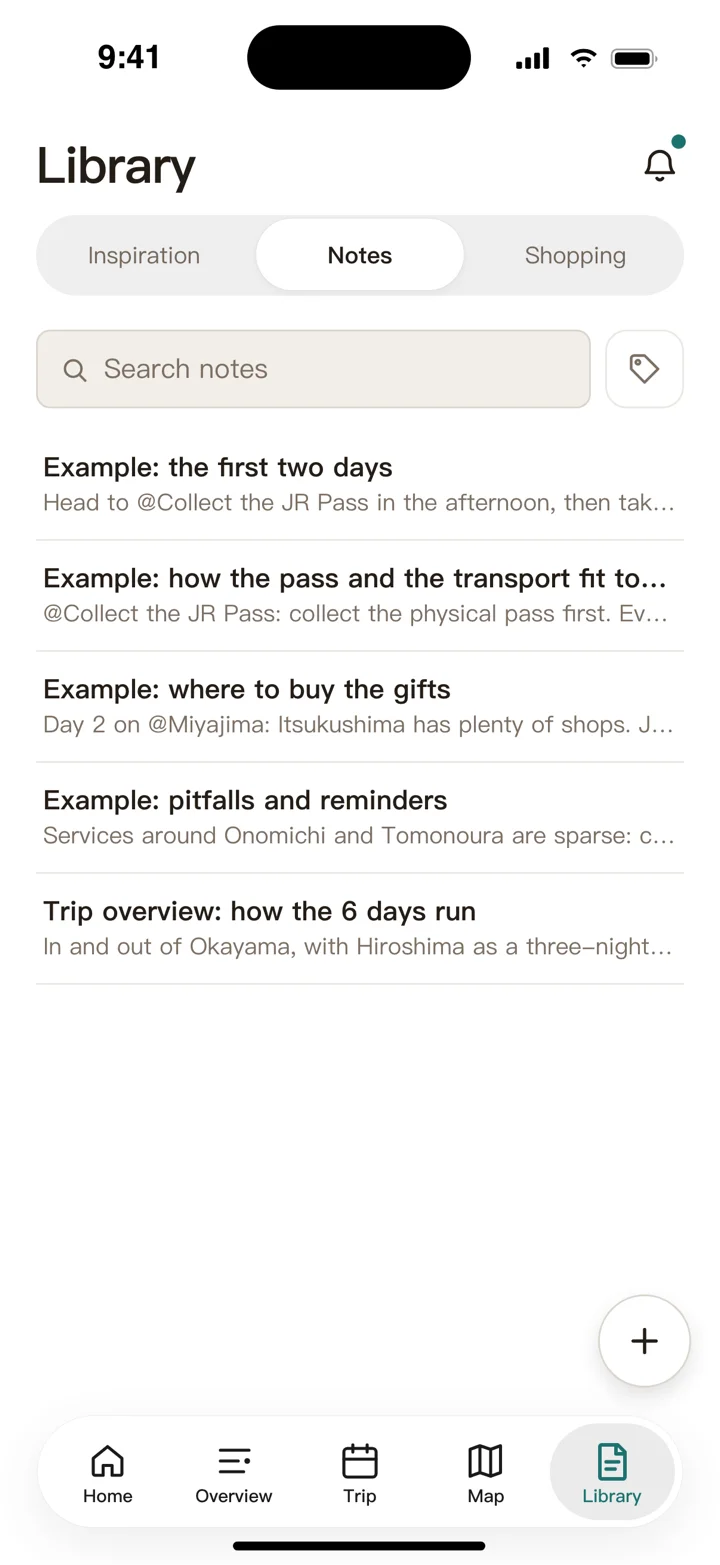 9:41
Library
Inspiration
Notes
Shopping
Search notes
Example: the first two days
Head to @Collect the JR Pass in the afternoon, then tak…
Example: how the pass and the transport fit to…
@Collect the JR Pass: collect the physical pass first. Ev…
Example: where to buy the gifts
Day 2 on @Miyajima: Itsukushima has plenty of shops. J…
Example: pitfalls and reminders
Services around Onomichi and Tomonoura are sparse: c…
Trip overview: how the 6 days run
In and out of Okayama, with Hiroshima as a three–night…
Home
Overview
Trip
Map
Library